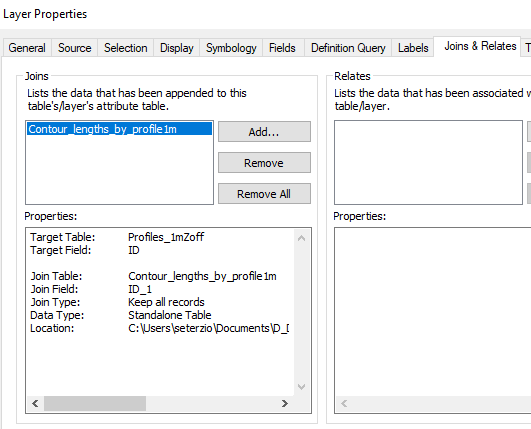 Layer Properties
General Source Selection Display Symbology Fields Definition Query Labels Joins & Relates
Joins
Lists the data that has been appended to this
table's/layer's attribute table.
Contour_lengths_by_profile1m
Add...
Remove
Remove All
Properties:
Target Table: Profiles_1mZoff
Target Field: ID
Join Table: Contour_lengths_by_profile1m
Join Field: ID_1
Join Type: Keep all records
Data Type: Standalone Table
Location: C:\Users\seterzio\Documents\D_D
Relates
Lists the data that has been associated
table/layer.
Properties: